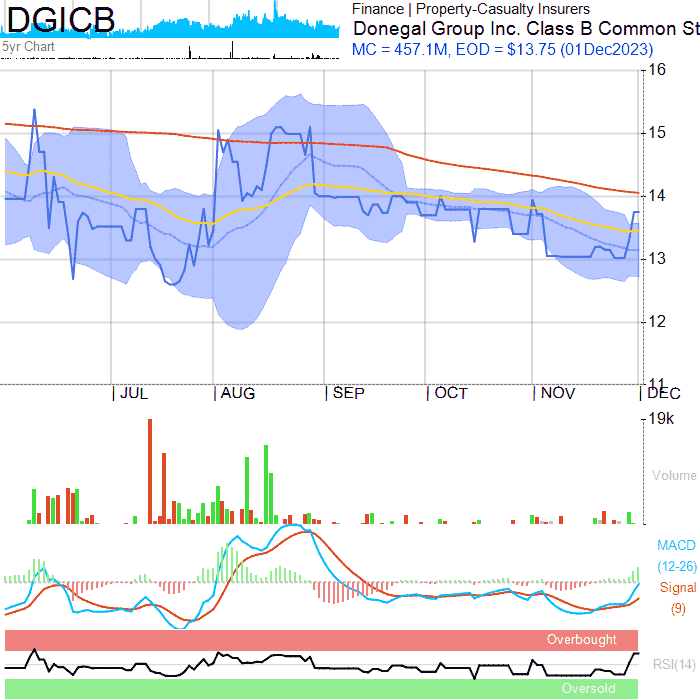 DGICB
Finance | Property-Casualty Insurers
Donegal Group Inc. Class B Common St
5yr Chart
MC = 457.1M, EOD = $13.75 (01Dec2023)
16
15
14
13
12
11
JUL AUG SEP OCT NOV DEC
19k
Volume
MACD
(12-26)
Signal
(9)
Overbought
RSI(14)
Oversold